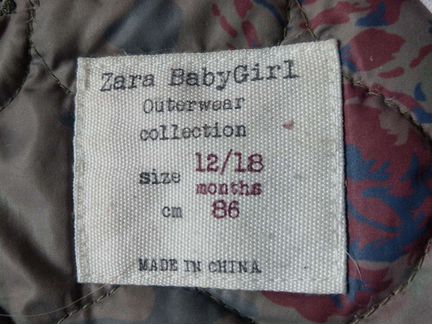 Zara BabyGirl
Outerwear
collection
size 12/18
months
cm 86
MADE IN CHINA